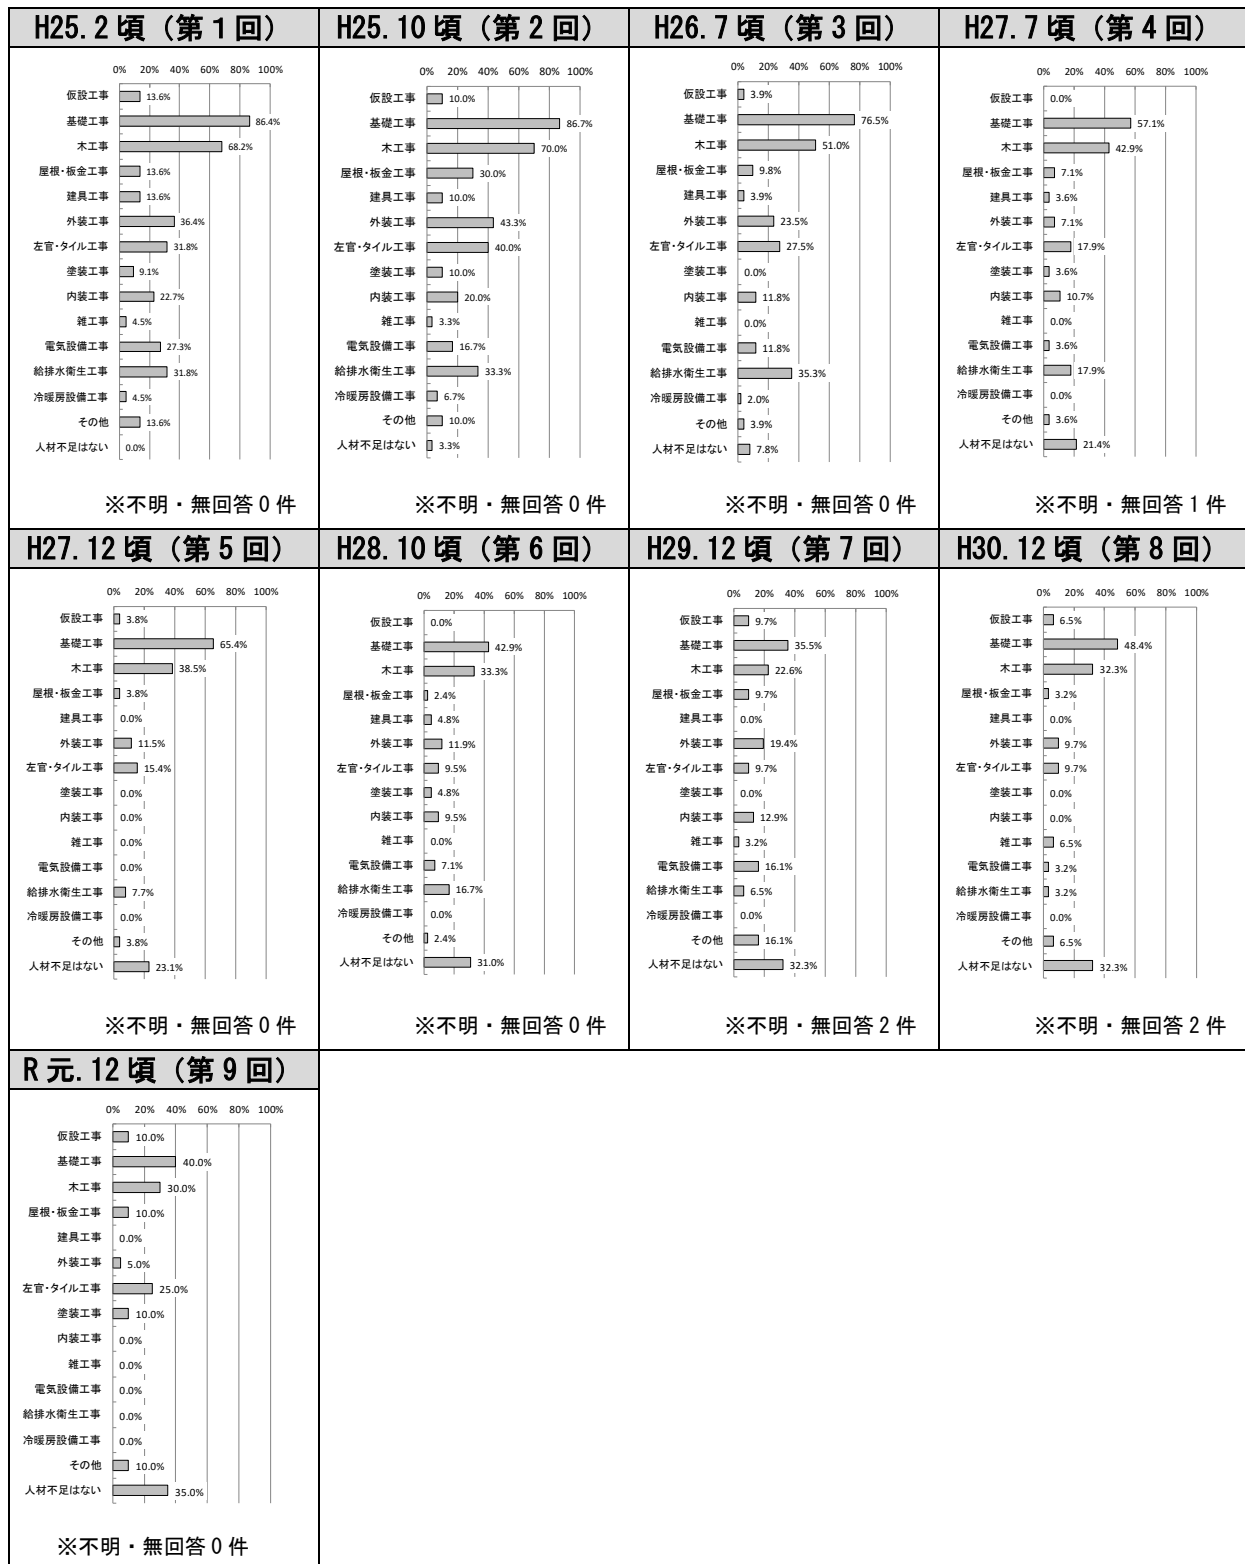 H25.2頃（第1回）
0% 20% 40% 60% 80% 100%
仮設工事 13.6%
基礎工事 86.4%
木工事 68.2%
屋根・板金工事 13.6%
建具工事 13.6%
外装工事 36.4%
左官・タイル工事 31.8%
塗装工事 9.1%
内装工事 22.7%
雑工事 4.5%
電気設備工事 27.3%
給排水衛生工事 31.8%
冷暖房設備工事 4.5%
その他 13.6%
人材不足はない 0.0%
※不明・無回答0件
H25.10頃（第2回）
0% 20% 40% 60% 80% 100%
仮設工事 10.0%
基礎工事 86.7%
木工事 70.0%
屋根・板金工事 30.0%
建具工事 10.0%
外装工事 43.3%
左官・タイル工事 40.0%
塗装工事 10.0%
内装工事 20.0%
雑工事 3.3%
電気設備工事 16.7%
給排水衛生工事 33.3%
冷暖房設備工事 6.7%
その他 10.0%
人材不足はない 3.3%
※不明・無回答0件
H26.7頃（第3回）
0% 20% 40% 60% 80% 100%
仮設工事 3.9%
基礎工事 76.5%
木工事 51.0%
屋根・板金工事 9.8%
建具工事 3.9%
外装工事 23.5%
左官・タイル工事 27.5%
塗装工事 0.0%
内装工事 11.8%
雑工事 0.0%
電気設備工事 11.8%
給排水衛生工事 35.3%
冷暖房設備工事 2.0%
その他 3.9%
人材不足はない 7.8%
※不明・無回答0件
H27.7頃（第4回）
0% 20% 40% 60% 80% 100%
仮設工事 0.0%
基礎工事 57.1%
木工事 42.9%
屋根・板金工事 7.1%
建具工事 3.6%
外装工事 7.1%
左官・タイル工事 17.9%
塗装工事 3.6%
内装工事 10.7%
雑工事 0.0%
電気設備工事 3.6%
給排水衛生工事 17.9%
冷暖房設備工事 0.0%
その他 3.6%
人材不足はない 21.4%
※不明・無回答1件
H27.12頃（第5回）
0% 20% 40% 60% 80% 100%
仮設工事 3.8%
基礎工事 65.4%
木工事 38.5%
屋根・板金工事 3.8%
建具工事 0.0%
外装工事 11.5%
左官・タイル工事 15.4%
塗装工事 0.0%
内装工事 0.0%
雑工事 0.0%
電気設備工事 0.0%
給排水衛生工事 7.7%
冷暖房設備工事 0.0%
その他 3.8%
人材不足はない 23.1%
※不明・無回答0件
H28.10頃（第6回）
0% 20% 40% 60% 80% 100%
仮設工事 0.0%
基礎工事 42.9%
木工事 33.3%
屋根・板金工事 2.4%
建具工事 4.8%
外装工事 11.9%
左官・タイル工事 9.5%
塗装工事 4.8%
内装工事 9.5%
雑工事 0.0%
電気設備工事 7.1%
給排水衛生工事 16.7%
冷暖房設備工事 0.0%
その他 2.4%
人材不足はない 31.0%
※不明・無回答0件
H29.12頃（第7回）
0% 20% 40% 60% 80% 100%
仮設工事 9.7%
基礎工事 35.5%
木工事 22.6%
屋根・板金工事 9.7%
建具工事 0.0%
外装工事 19.4%
左官・タイル工事 9.7%
塗装工事 0.0%
内装工事 12.9%
雑工事 3.2%
電気設備工事 16.1%
給排水衛生工事 6.5%
冷暖房設備工事 0.0%
その他 16.1%
人材不足はない 32.3%
※不明・無回答2件
H30.12頃（第8回）
0% 20% 40% 60% 80% 100%
仮設工事 6.5%
基礎工事 48.4%
木工事 32.3%
屋根・板金工事 3.2%
建具工事 0.0%
外装工事 9.7%
左官・タイル工事 9.7%
塗装工事 0.0%
内装工事 0.0%
雑工事 6.5%
電気設備工事 3.2%
給排水衛生工事 3.2%
冷暖房設備工事 0.0%
その他 6.5%
人材不足はない 32.3%
※不明・無回答2件
R元.12頃（第9回）
0% 20% 40% 60% 80% 100%
仮設工事 10.0%
基礎工事 40.0%
木工事 30.0%
屋根・板金工事 10.0%
建具工事 0.0%
外装工事 5.0%
左官・タイル工事 25.0%
塗装工事 10.0%
内装工事 0.0%
雑工事 0.0%
電気設備工事 0.0%
給排水衛生工事 0.0%
冷暖房設備工事 0.0%
その他 10.0%
人材不足はない 35.0%
※不明・無回答0件